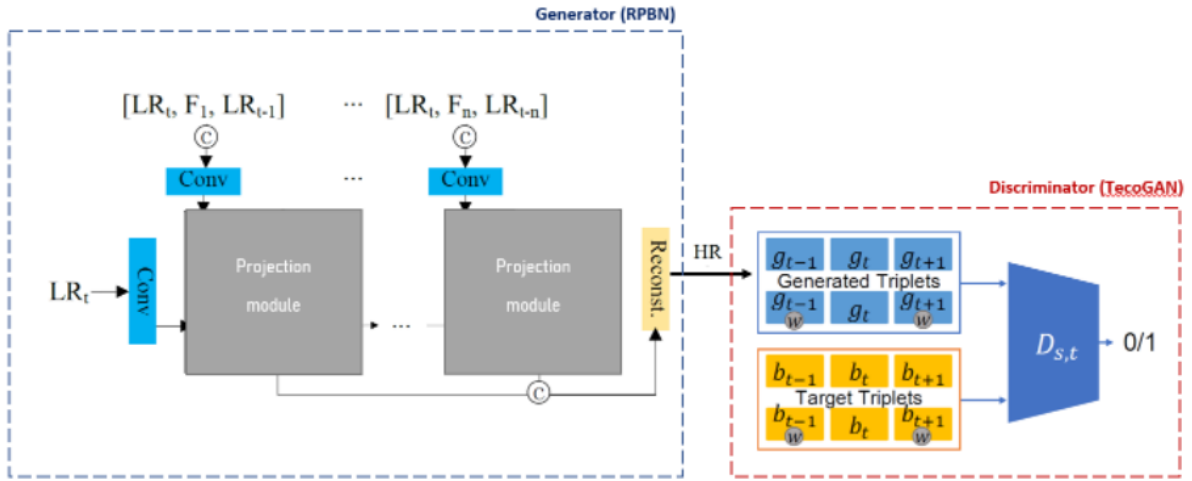 Generator (RPBN)
[LRt, F1, LRt-1] ... [LRt, Fn, LRt-n]
C C
Conv ... Conv
Projection
module
Projection
module
Conv
LRt
...
Reconst.
C
HR
Discriminator (TecoGAN)
gt-1 gt gt+1
Generated Triplets
gt-1 gt gt+1
w w
bt-1 bt bt+1
Target Triplets
bt-1 bt bt+1
w w
Ds,t
0/1